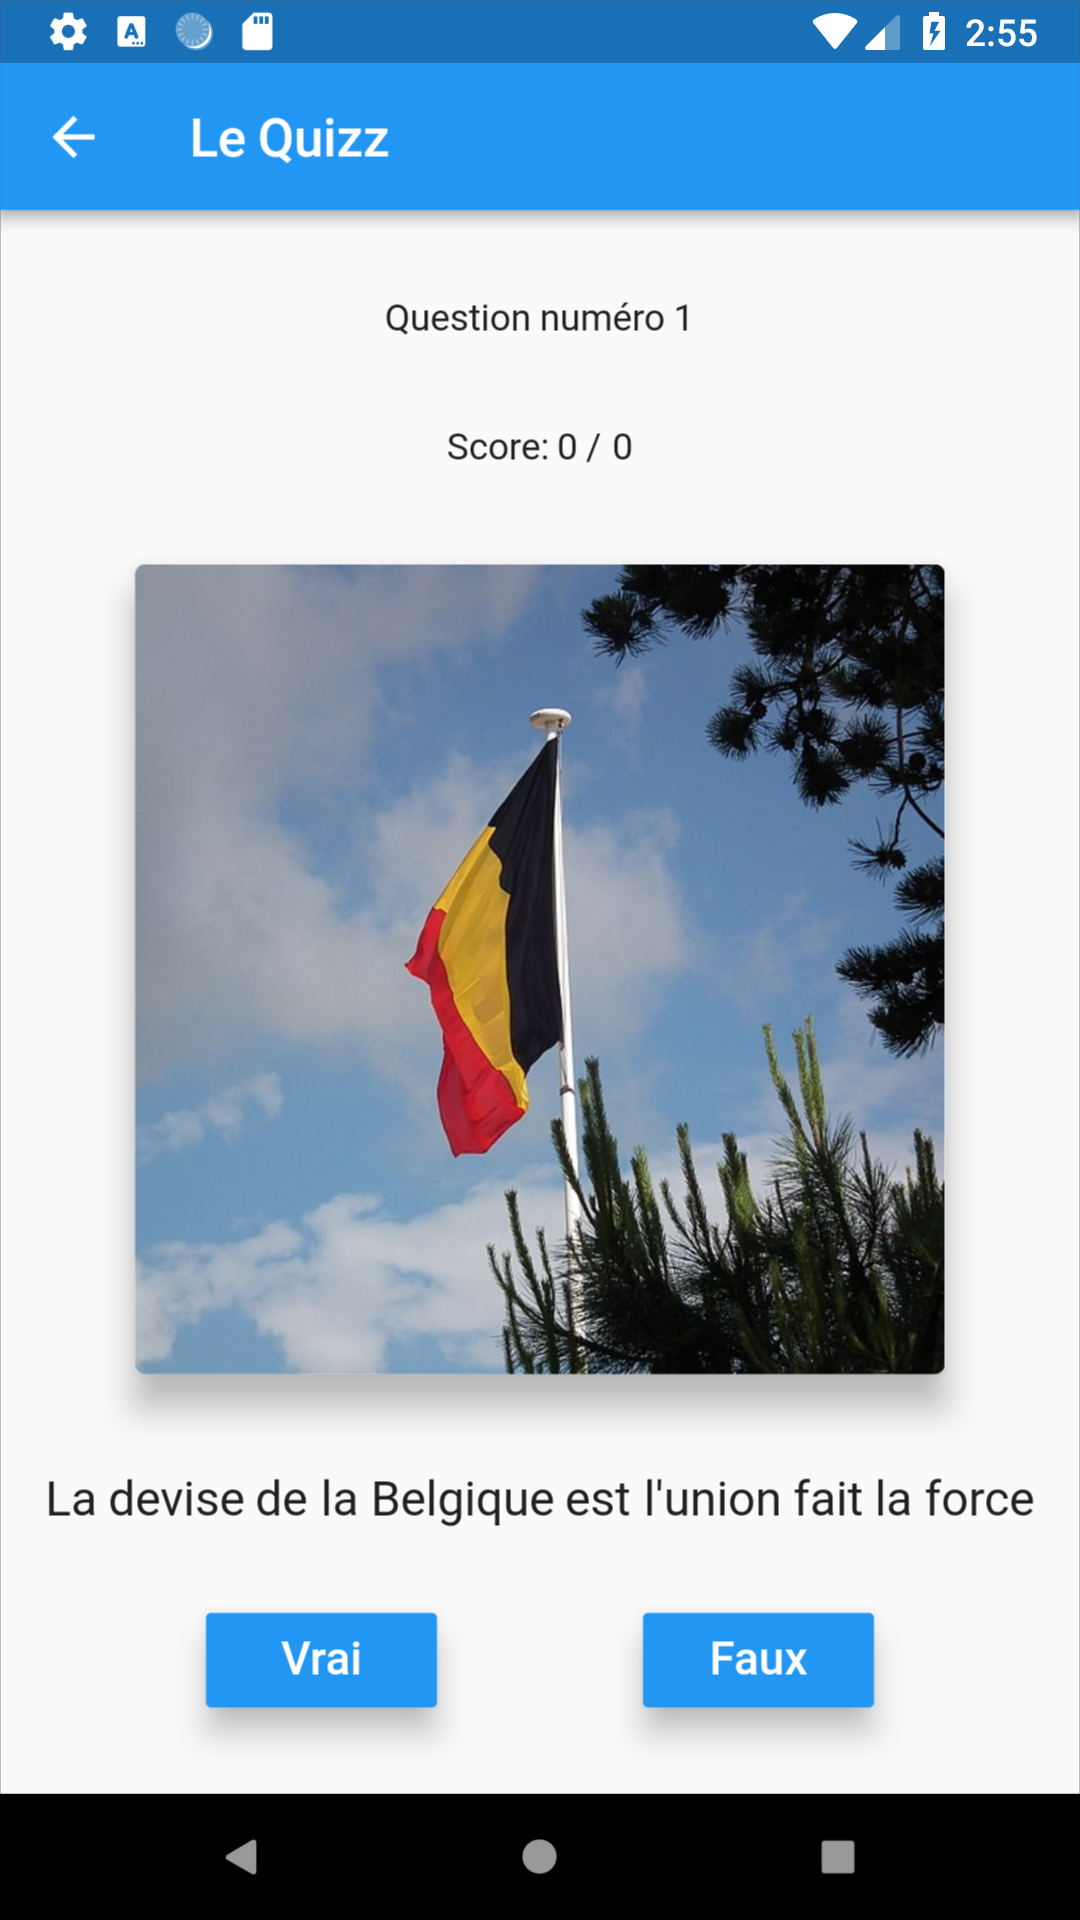 2:55
Le Quizz
Question numéro 1
Score: 0 / 0
La devise de la Belgique est l'union fait la force
Vrai Faux